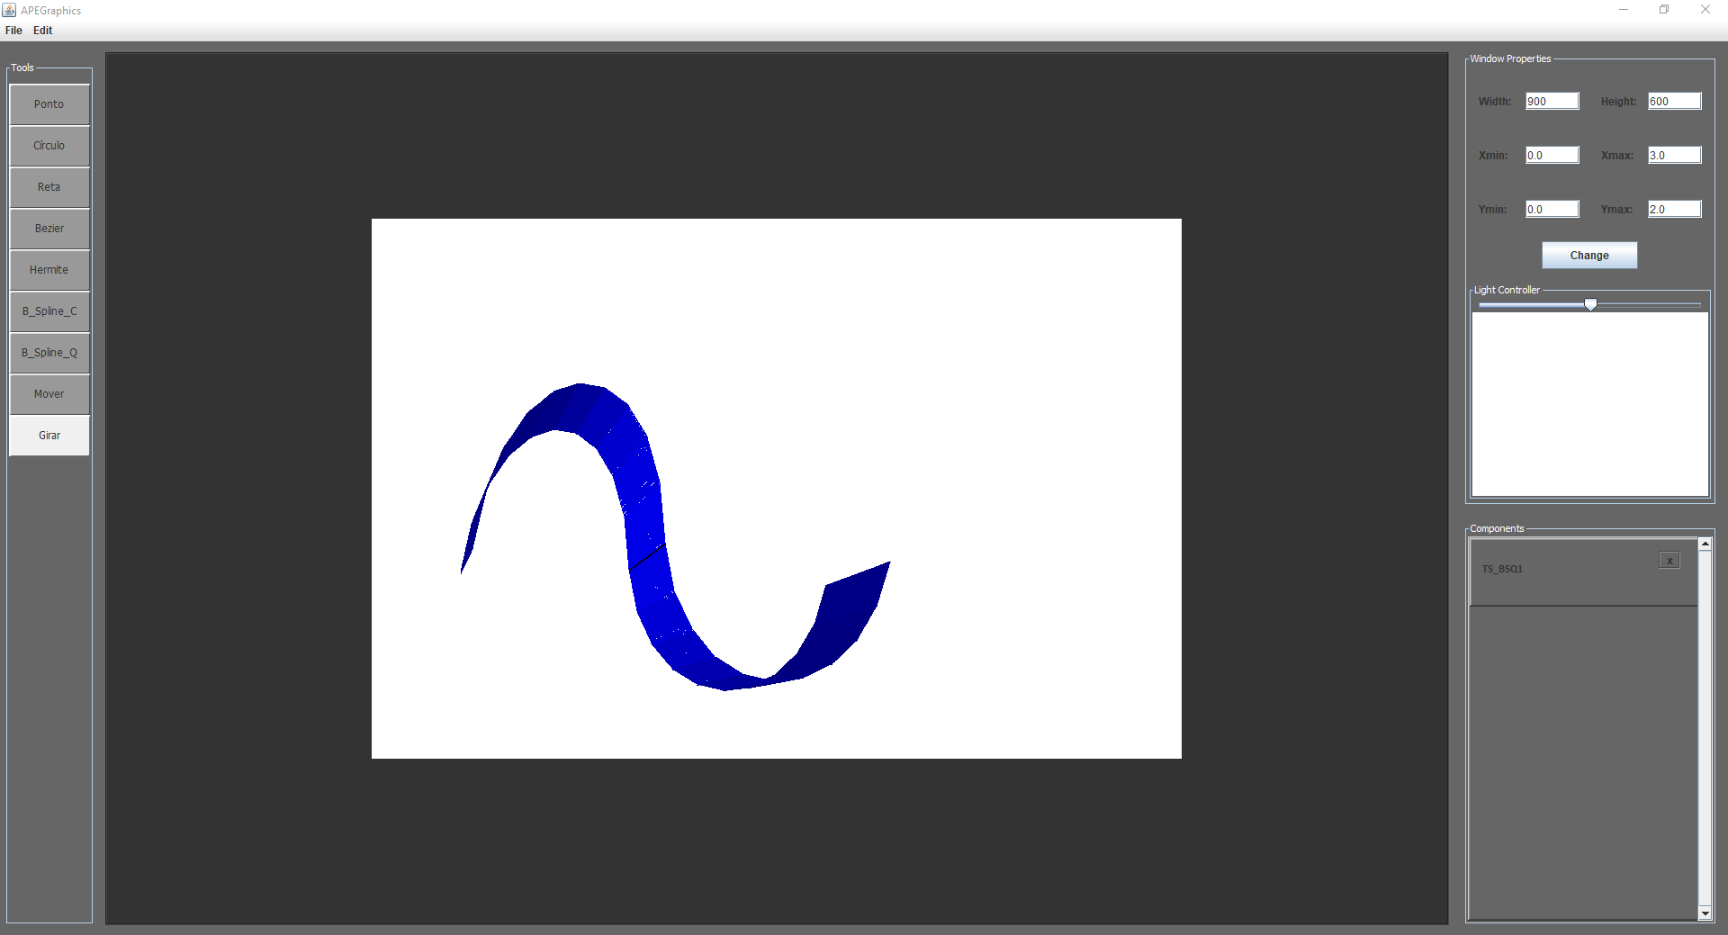 APEGraphics
File Edit
Tools
Ponto
Círculo
Reta
Bezier
Hermite
B_Spline_C
B_Spline_Q
Mover
Girar
Window Properties
Width: 900 Height: 600
Xmin: 0.0 Xmax: 3.0
Ymin: 0.0 Ymax: 2.0
Change
Light Controller
Components
TS_BSQ1 x